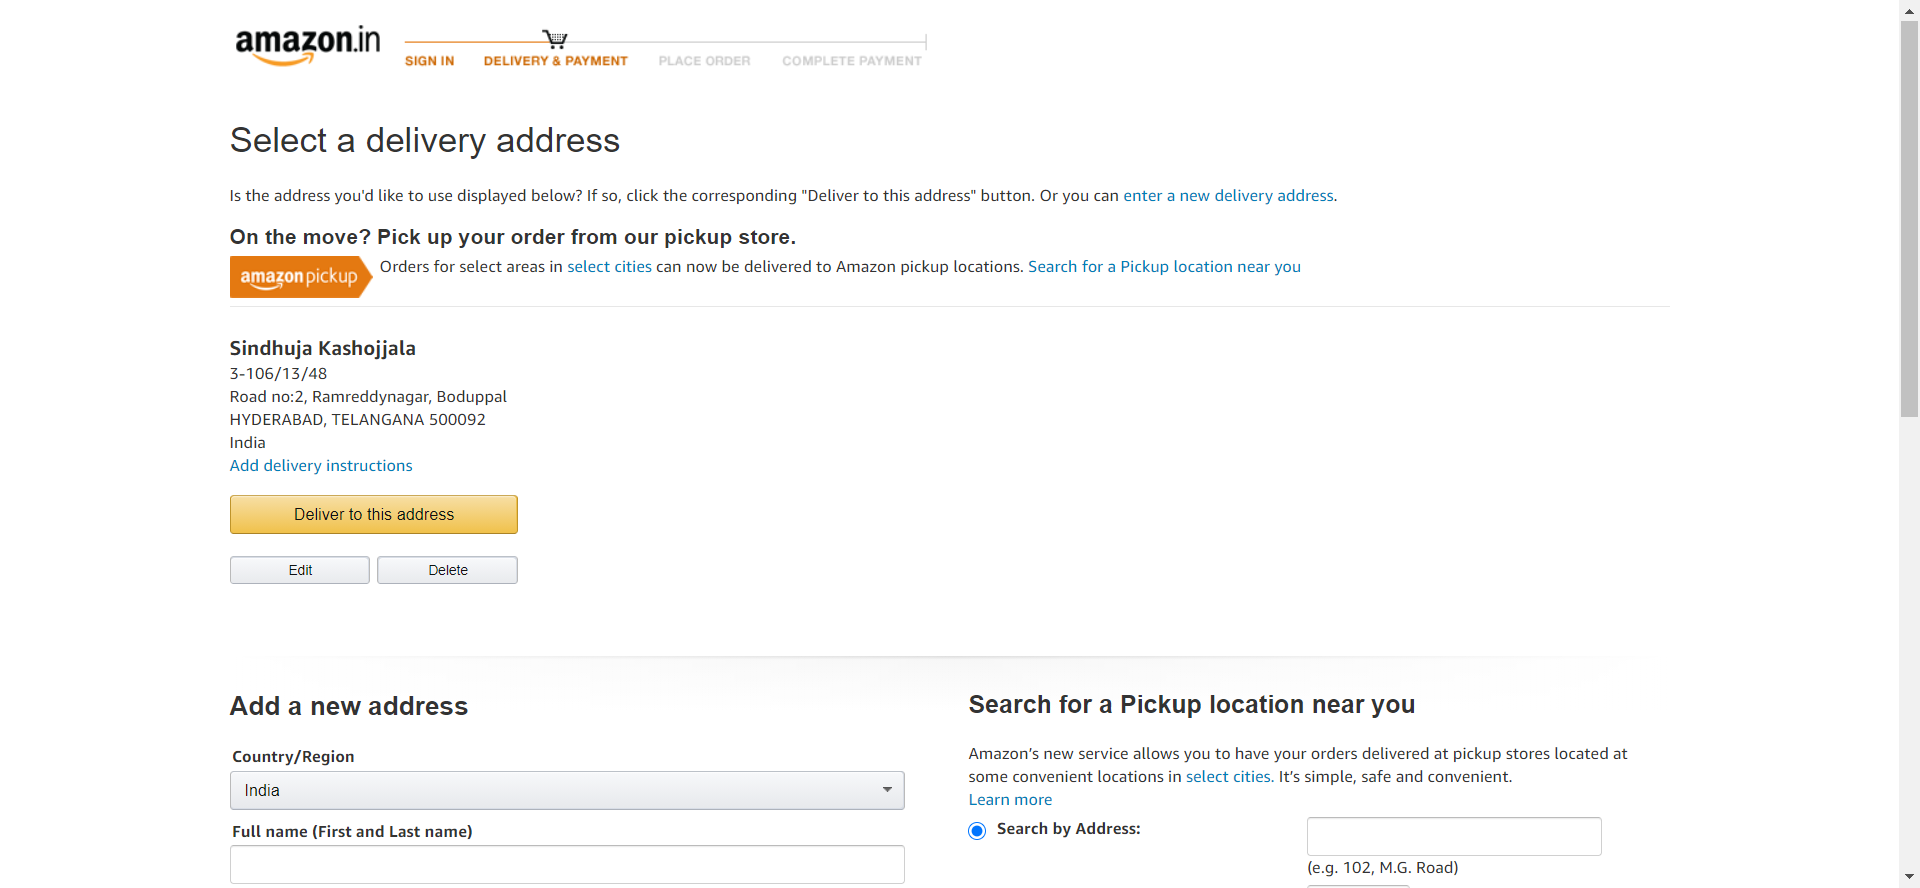 amazon.in
SIGN IN DELIVERY & PAYMENT PLACE ORDER COMPLETE PAYMENT
Select a delivery address
Is the address you'd like to use displayed below? If so, click the corresponding "Deliver to this address" button. Or you can enter a new delivery address.
On the move? Pick up your order from our pickup store.
amazon pickup Orders for select areas in select cities can now be delivered to Amazon pickup locations. Search for a Pickup location near you
Sindhuja Kashojjala
3-106/13/48
Road no:2, Ramreddynagar, Boduppal
HYDERABAD, TELANGANA 500092
India
Add delivery instructions
Deliver to this address
Edit Delete
Add a new address
Country/Region
India
Full name (First and Last name)
Search for a Pickup location near you
Amazon’s new service allows you to have your orders delivered at pickup stores located at
some convenient locations in select cities. It’s simple, safe and convenient.
Learn more
Search by Address:
(e.g. 102, M.G. Road)